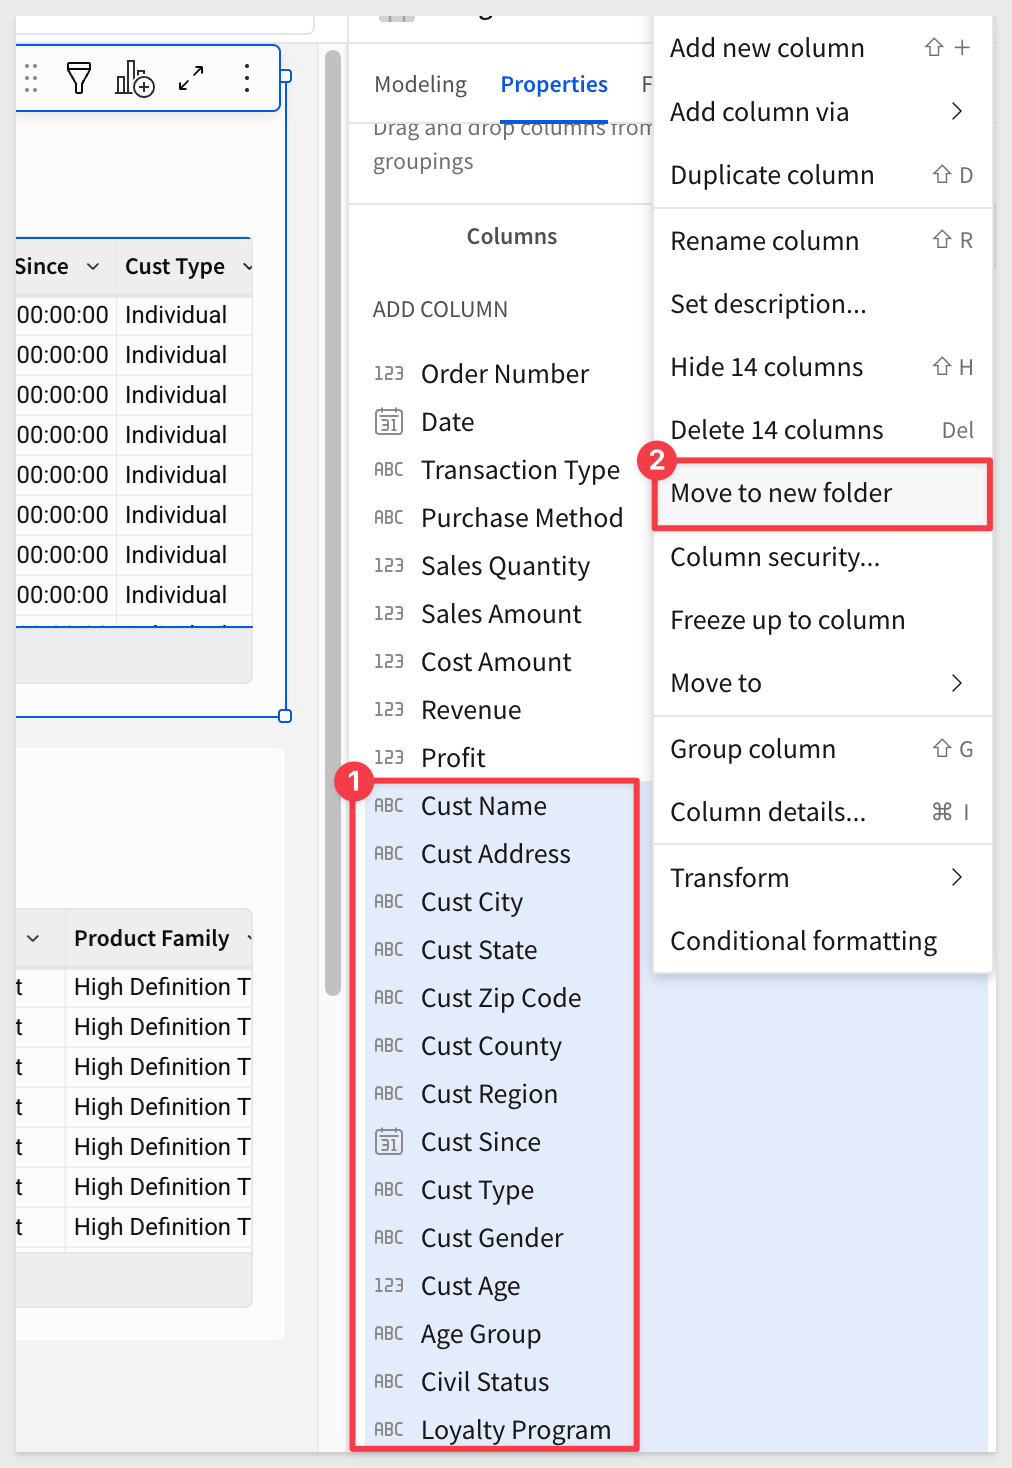 Since
Cust Type
00:00:00 Individual
00:00:00 Individual
00:00:00 Individual
00:00:00 Individual
00:00:00 Individual
00:00:00 Individual
00:00:00 Individual
00:00:00 Individual
Product Family
t High Definition T
t High Definition T
t High Definition T
t High Definition T
t High Definition T
t High Definition T
t High Definition T
Modeling Properties F
Drag and drop columns from
groupings
Columns
ADD COLUMN
123 Order Number
31 Date
ABC Transaction Type
ABC Purchase Method
123 Sales Quantity
123 Sales Amount
123 Cost Amount
123 Revenue
123 Profit
1
ABC Cust Name
ABC Cust Address
ABC Cust City
ABC Cust State
ABC Cust Zip Code
ABC Cust County
ABC Cust Region
31 Cust Since
ABC Cust Type
ABC Cust Gender
123 Cust Age
ABC Age Group
ABC Civil Status
ABC Loyalty Program
Add new column ⇧ +
Add column via
Duplicate column ⇧ D
Rename column ⇧ R
Set description...
Hide 14 columns ⇧ H
Delete 14 columns Del
2
Move to new folder
Column security...
Freeze up to column
Move to
Group column ⇧ G
Column details... ⌘ I
Transform
Conditional formatting